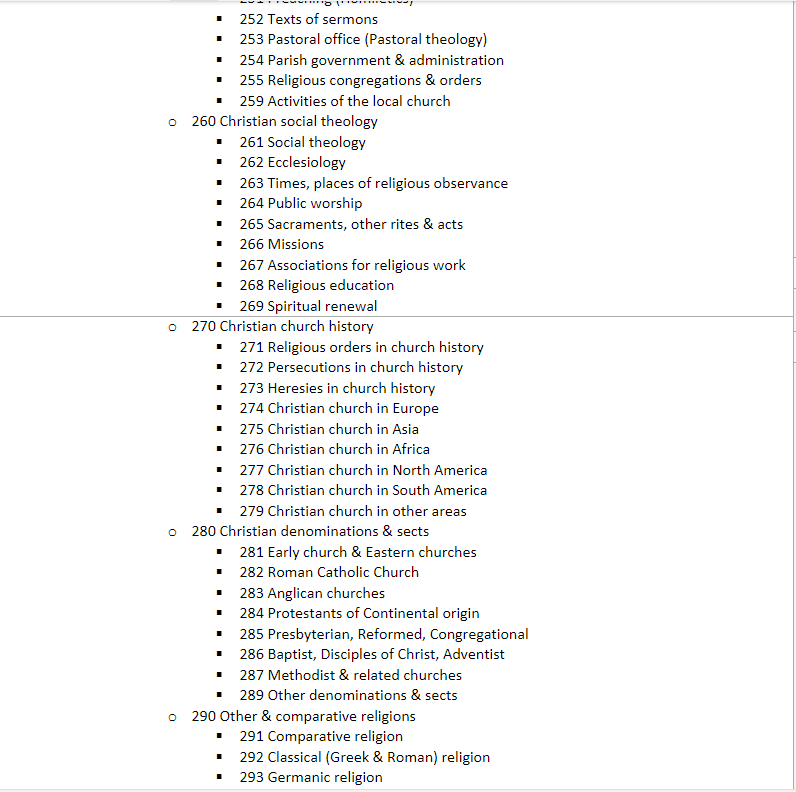 251 Preaching (Homiletics)
▪ 252 Texts of sermons
▪ 253 Pastoral office (Pastoral theology)
▪ 254 Parish government & administration
▪ 255 Religious congregations & orders
▪ 259 Activities of the local church
o 260 Christian social theology
▪ 261 Social theology
▪ 262 Ecclesiology
▪ 263 Times, places of religious observance
▪ 264 Public worship
▪ 265 Sacraments, other rites & acts
▪ 266 Missions
▪ 267 Associations for religious work
▪ 268 Religious education
▪ 269 Spiritual renewal
o 270 Christian church history
▪ 271 Religious orders in church history
▪ 272 Persecutions in church history
▪ 273 Heresies in church history
▪ 274 Christian church in Europe
▪ 275 Christian church in Asia
▪ 276 Christian church in Africa
▪ 277 Christian church in North America
▪ 278 Christian church in South America
▪ 279 Christian church in other areas
o 280 Christian denominations & sects
▪ 281 Early church & Eastern churches
▪ 282 Roman Catholic Church
▪ 283 Anglican churches
▪ 284 Protestants of Continental origin
▪ 285 Presbyterian, Reformed, Congregational
▪ 286 Baptist, Disciples of Christ, Adventist
▪ 287 Methodist & related churches
▪ 289 Other denominations & sects
o 290 Other & comparative religions
▪ 291 Comparative religion
▪ 292 Classical (Greek & Roman) religion
▪ 293 Germanic religion